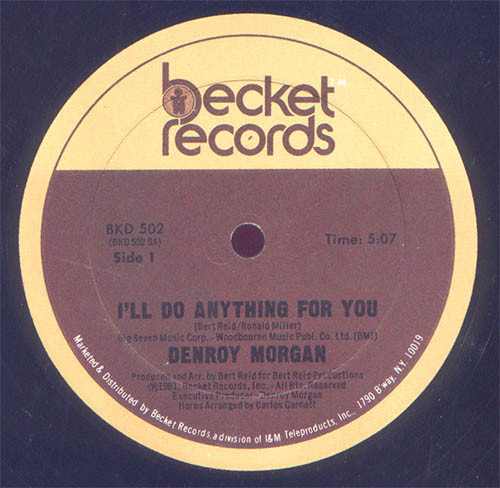 becket™
records
BKD 502
(BKD 502 SA)
Side 1
Time: 5:07
I'LL DO ANYTHING FOR YOU
(Bert Reid/Ronald Miller)
Big Seven Music Corp. - Woodbourne Music Publ. Co. Ltd. (BMI)
DENROY MORGAN
Produced and Arr. by Bert Reid for Bert Reid Productions
℗1981, Becket Records, Inc. - All Rts. Reserved
Executive Producer - Denroy Morgan
Horns Arranged by Carlos Garnett
Marketed & Distributed by Becket Records, a division of I&M Teleproducts, Inc., 1790 B'way, N.Y. 10019